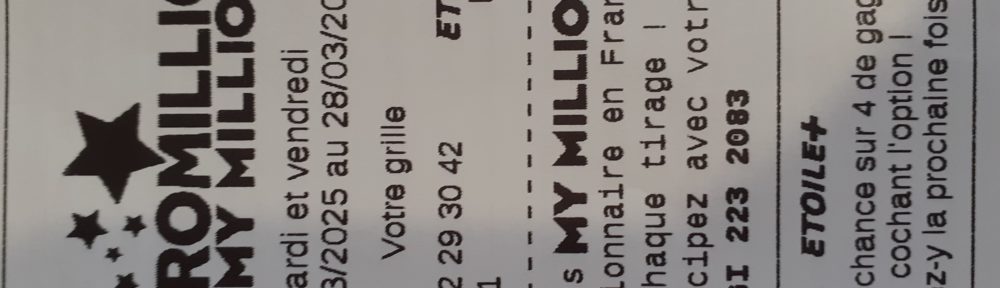 ROMILLIO
MY MILLIO
ardi et vendredi
3/2025 au 28/03/20
Votre grille
2 29 30 42
ET
1
s MY MILLIO
ionnaire en Fran
haque tirage !
cipez avec votr
GI 223 2083
ETOILE+
chance sur 4 de gag
cochant l'option !
z-y la prochaine fois